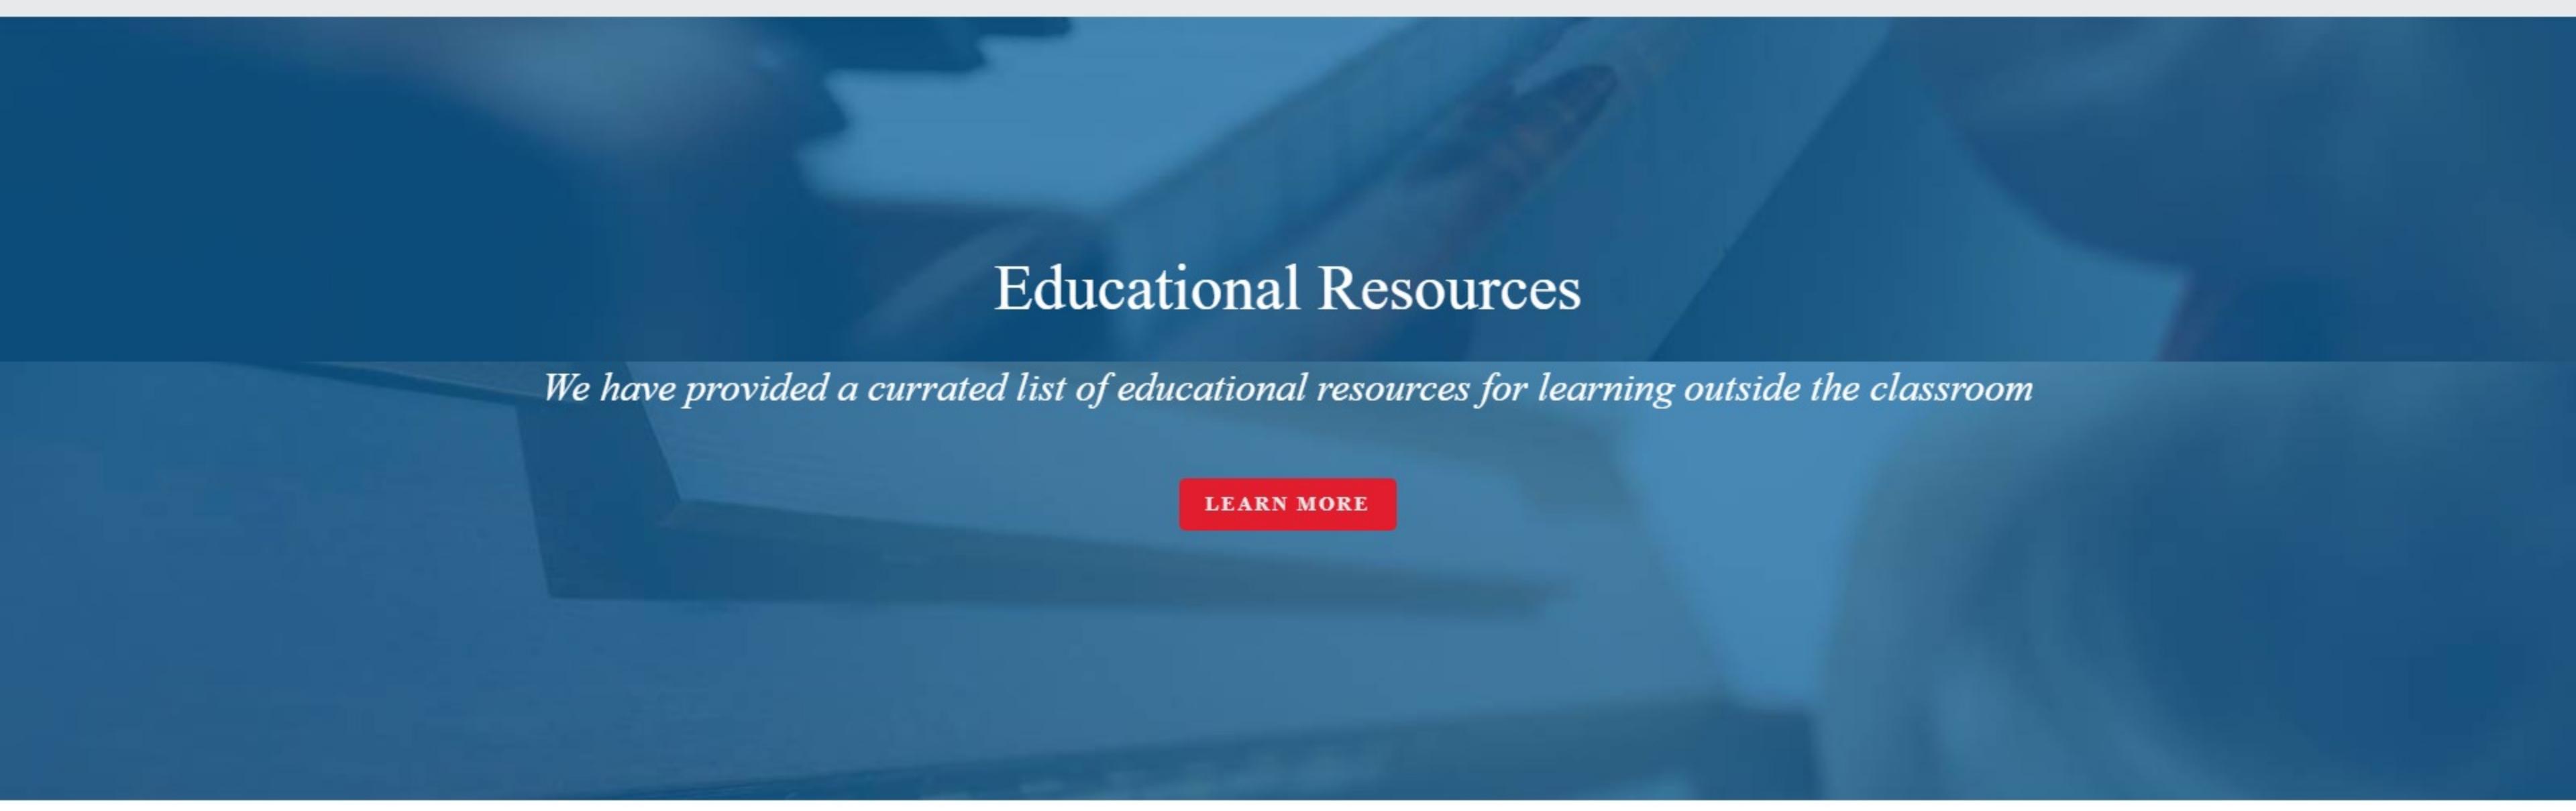 Educational Resources
We have provided a currated list of educational resources for learning outside the classroom
LEARN MORE